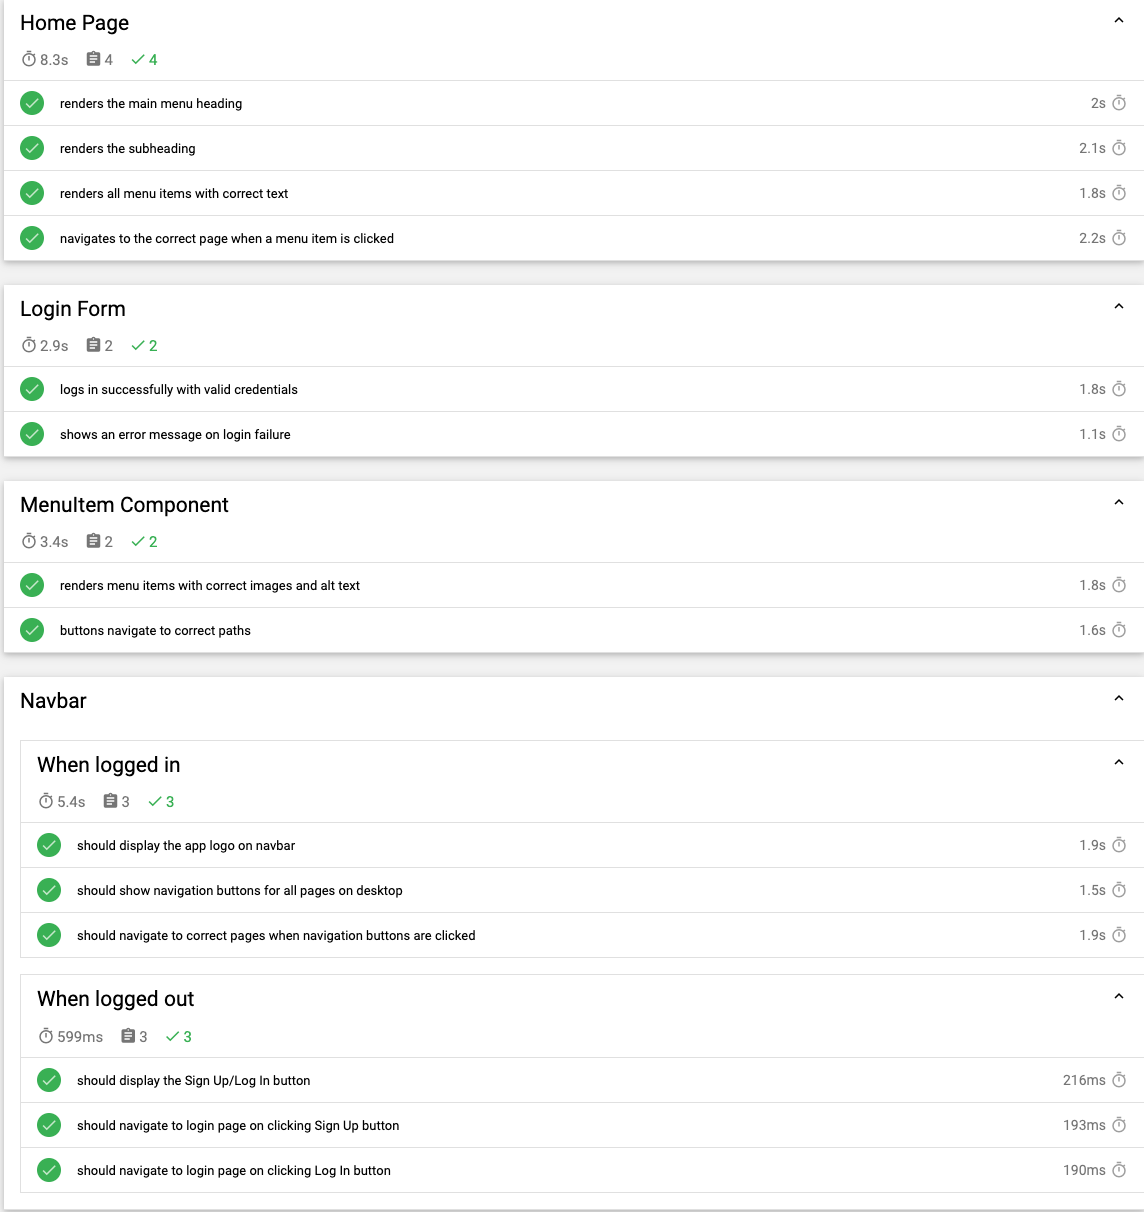 Home Page
8.3s 4 4
renders the main menu heading 2s
renders the subheading 2.1s
renders all menu items with correct text 1.8s
navigates to the correct page when a menu item is clicked 2.2s
Login Form
2.9s 2 2
logs in successfully with valid credentials 1.8s
shows an error message on login failure 1.1s
MenuItem Component
3.4s 2 2
renders menu items with correct images and alt text 1.8s
buttons navigate to correct paths 1.6s
Navbar
When logged in
5.4s 3 3
should display the app logo on navbar 1.9s
should show navigation buttons for all pages on desktop 1.5s
should navigate to correct pages when navigation buttons are clicked 1.9s
When logged out
599ms 3 3
should display the Sign Up/Log In button 216ms
should navigate to login page on clicking Sign Up button 193ms
should navigate to login page on clicking Log In button 190ms